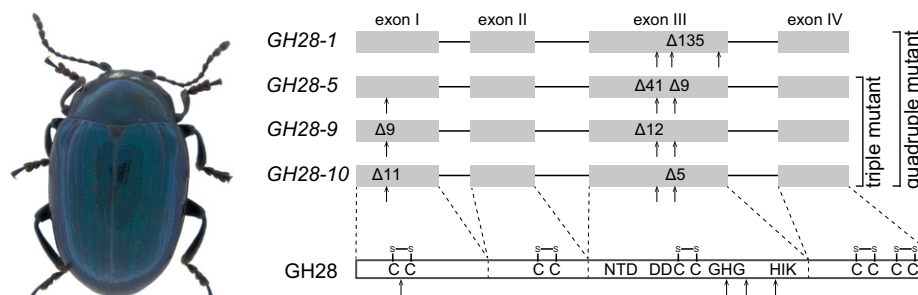 exon I exon II exon III exon IV
GH28-1 Δ135
GH28-5 Δ41 Δ9
GH28-9 Δ9 Δ12
GH28-10 Δ11 Δ5
triple mutant
quadruple mutant
S S S S S S S S S S
GH28 C C C C NTD DDC C GHG HIK C C C C